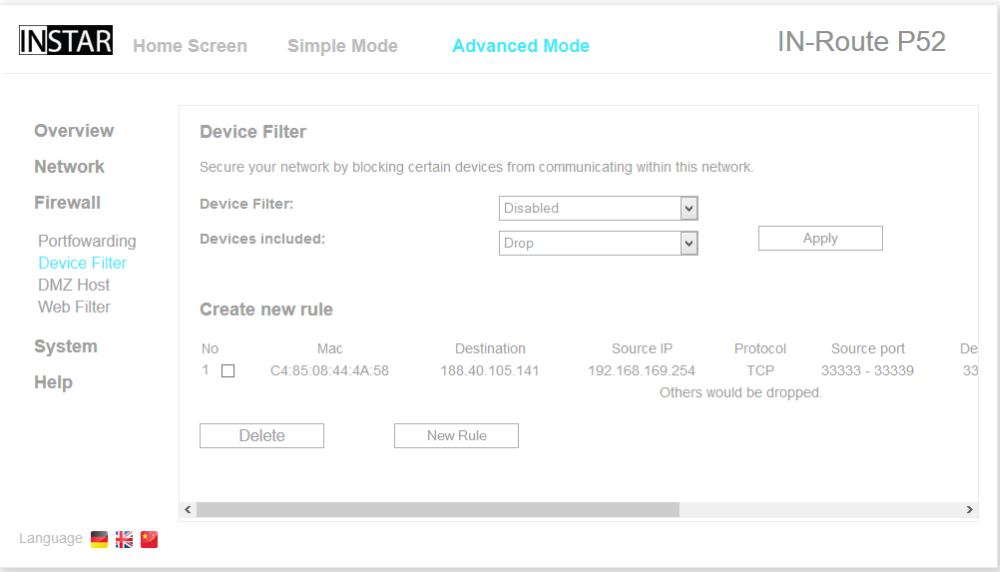 INSTAR Home Screen Simple Mode Advanced Mode IN-Route P52
Overview
Network
Firewall
Portfowarding
Device Filter
DMZ Host
Web Filter
System
Help
Device Filter
Secure your network by blocking certain devices from communicating within this network.
Device Filter: Disabled
Devices included: Drop Apply
Create new rule
No Mac Destination Source IP Protocol Source port De
1 C4:85:08:44:4A:58 188.40.105.141 192.168.169.254 TCP 33333 - 33339 33
Others would be dropped.
Delete New Rule
Language